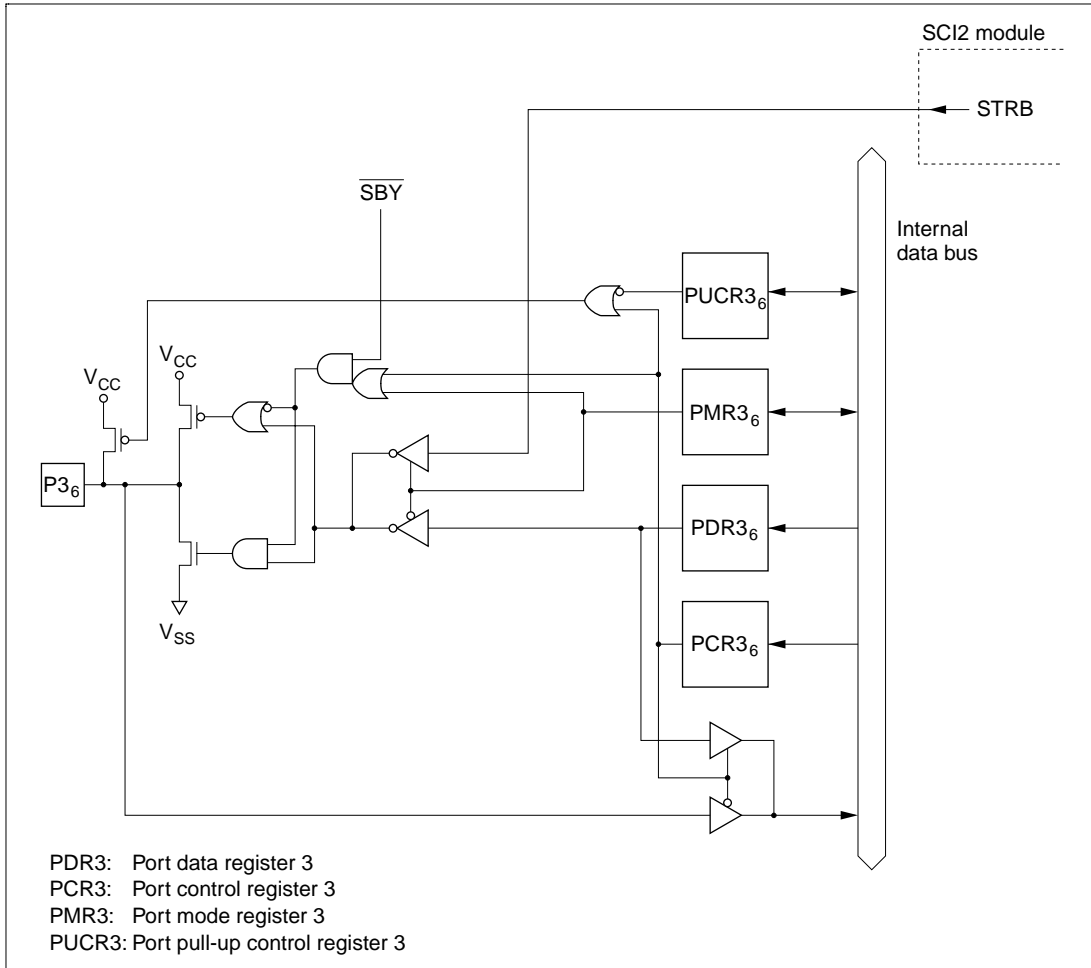 SCI2 module
STRB
SBY
Internal
data bus
PUCR3₆
V_CC
V_CC
PMR3₆
P3₆
PDR3₆
V_SS
PCR3₆
PDR3: Port data register 3
PCR3: Port control register 3
PMR3: Port mode register 3
PUCR3: Port pull-up control register 3